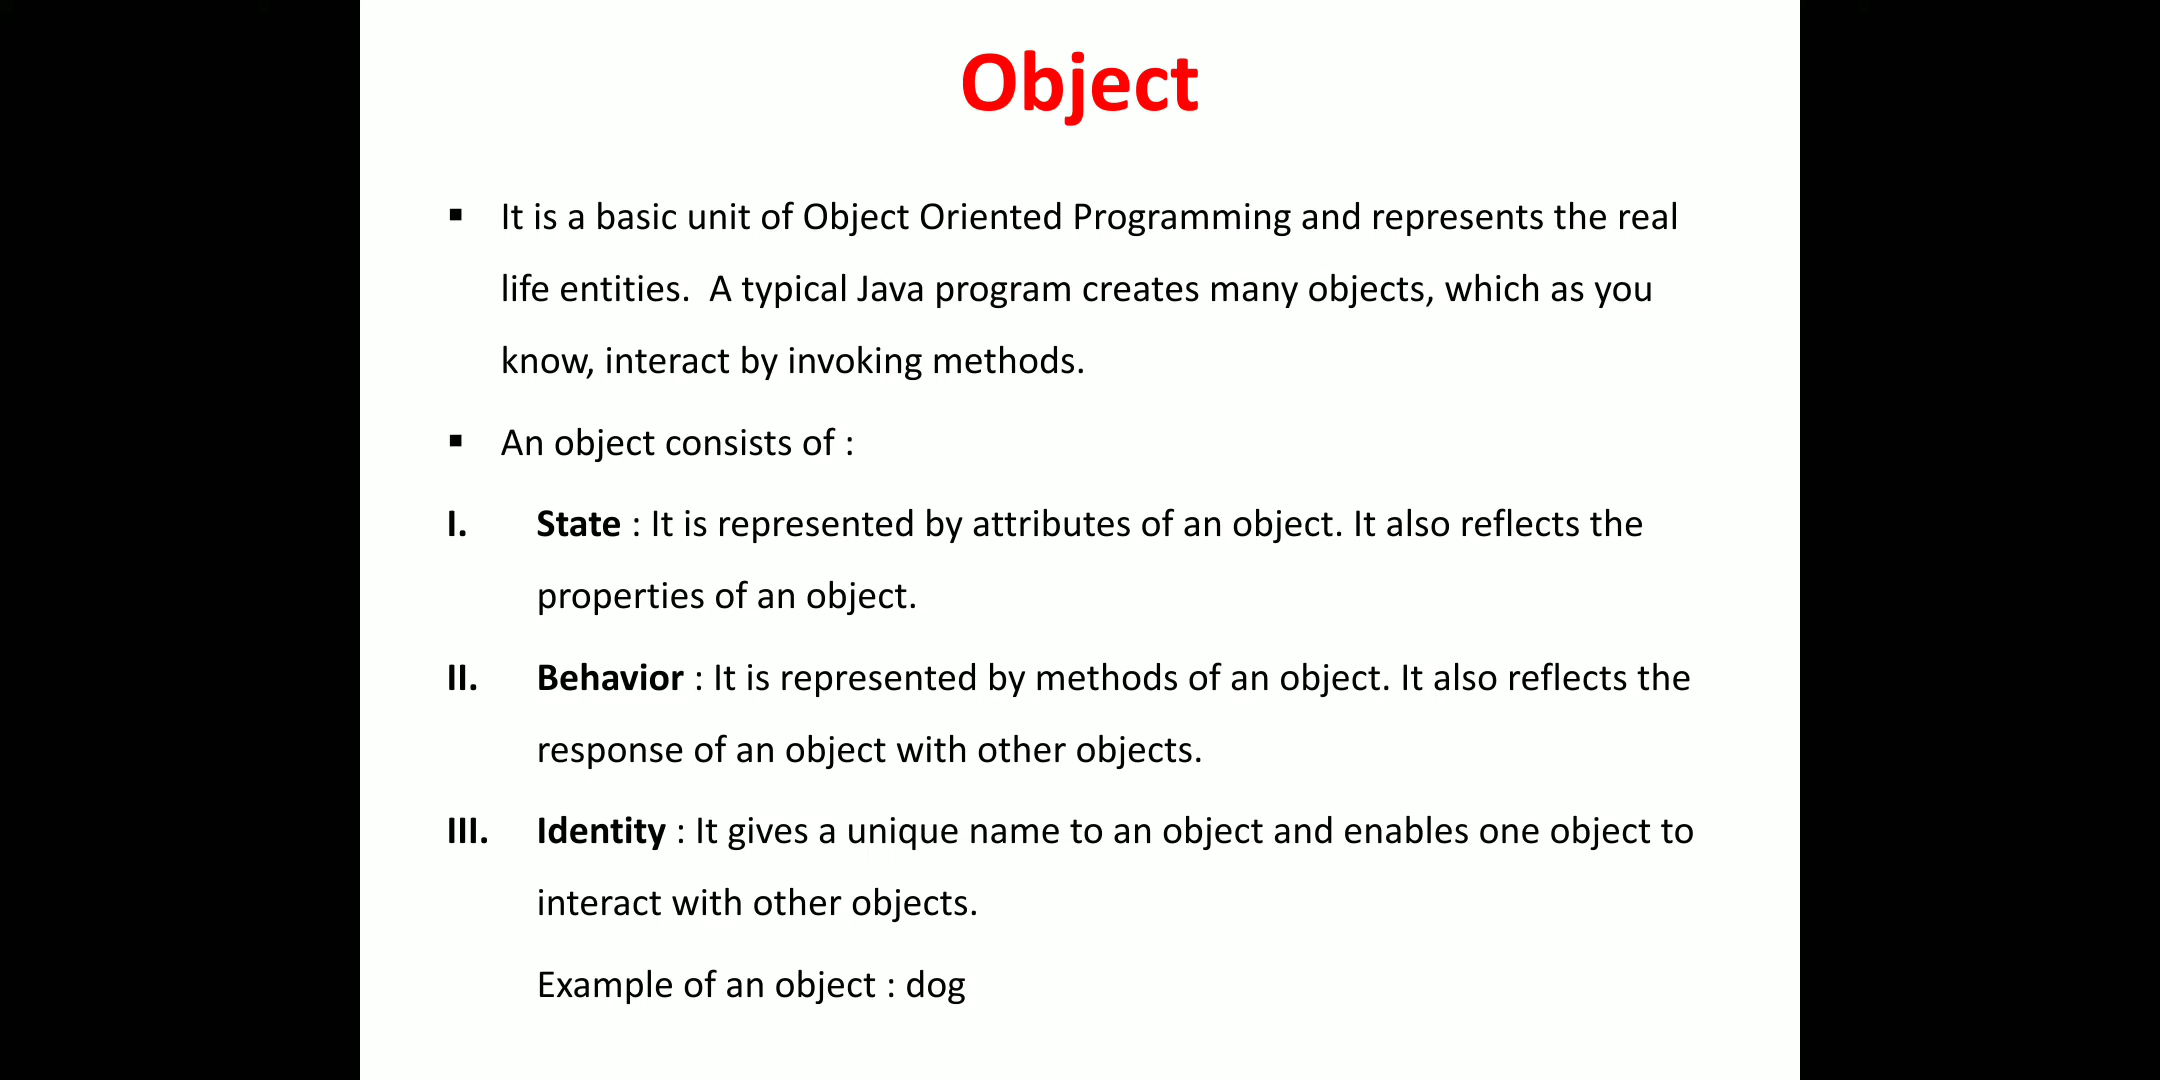 Object
▪ It is a basic unit of Object Oriented Programming and represents the real
life entities.  A typical Java program creates many objects, which as you
know, interact by invoking methods.
▪ An object consists of :
I. State : It is represented by attributes of an object. It also reflects the
properties of an object.
II. Behavior : It is represented by methods of an object. It also reflects the
response of an object with other objects.
III. Identity : It gives a unique name to an object and enables one object to
interact with other objects.
Example of an object : dog